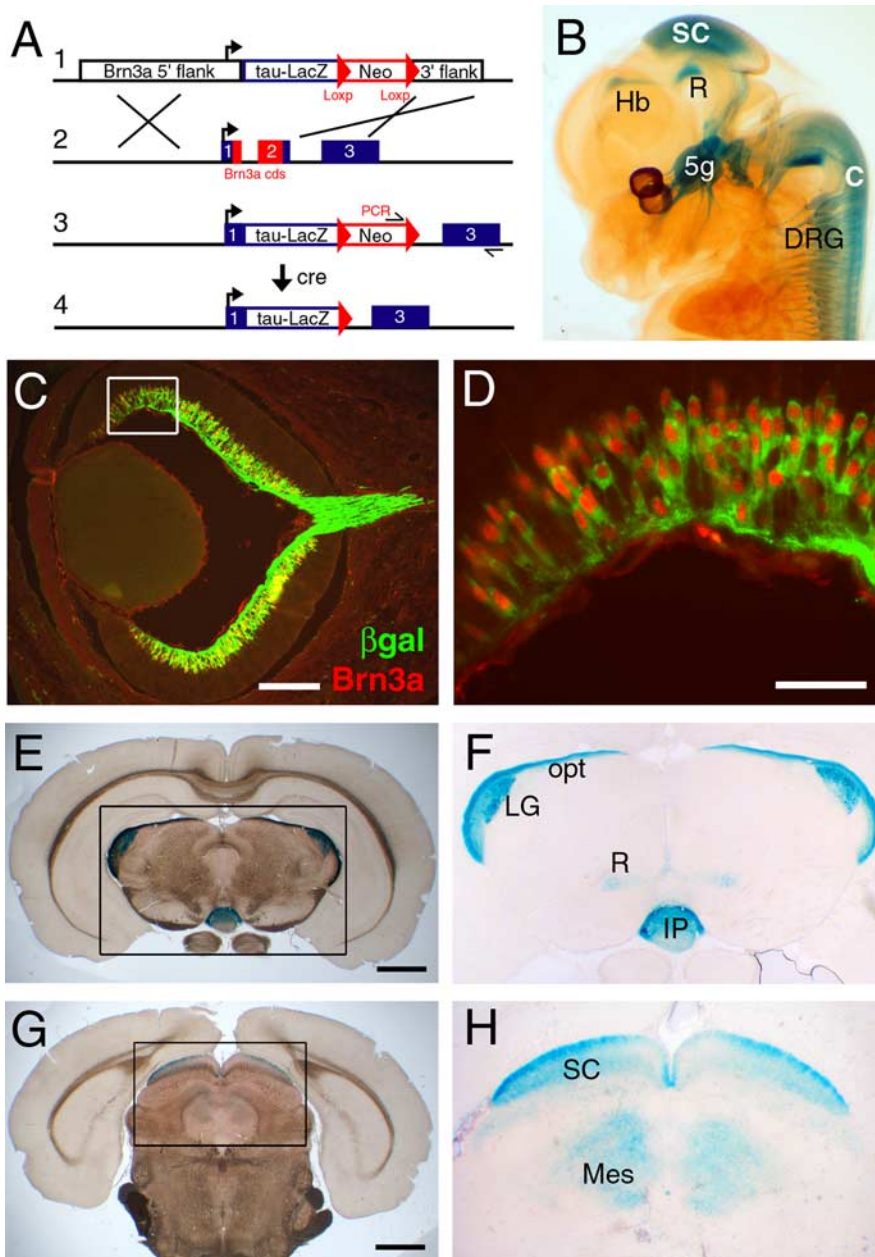 A
1
Brn3a 5' flank
tau-LacZ
Neo
3' flank
Loxp
Loxp
2
1
2
3
Brn3a cds
3
PCR
1
tau-LacZ
Neo
3
cre
4
1
tau-LacZ
3
B
SC
Hb
R
5g
C
DRG
C
βgal
Brn3a
D
E
F
opt
LG
R
IP
G
H
SC
Mes